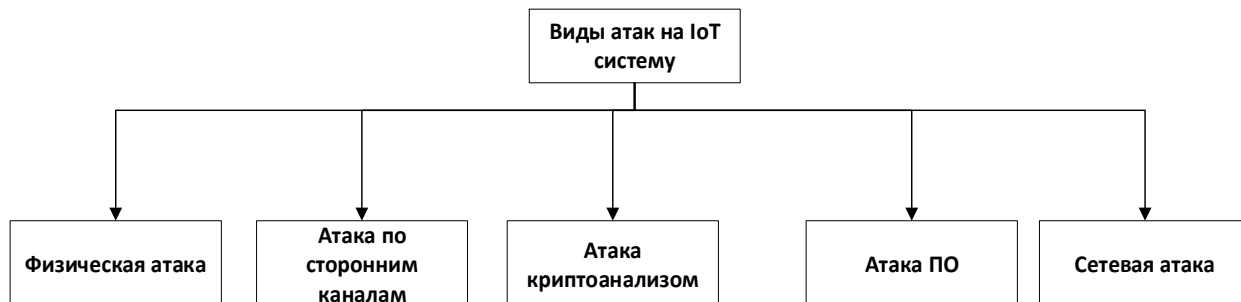 Виды атак на IoT
систему
Физическая атака
Атака по
сторонним
каналам
Атака
криптоанализом
Атака ПО
Сетевая атака